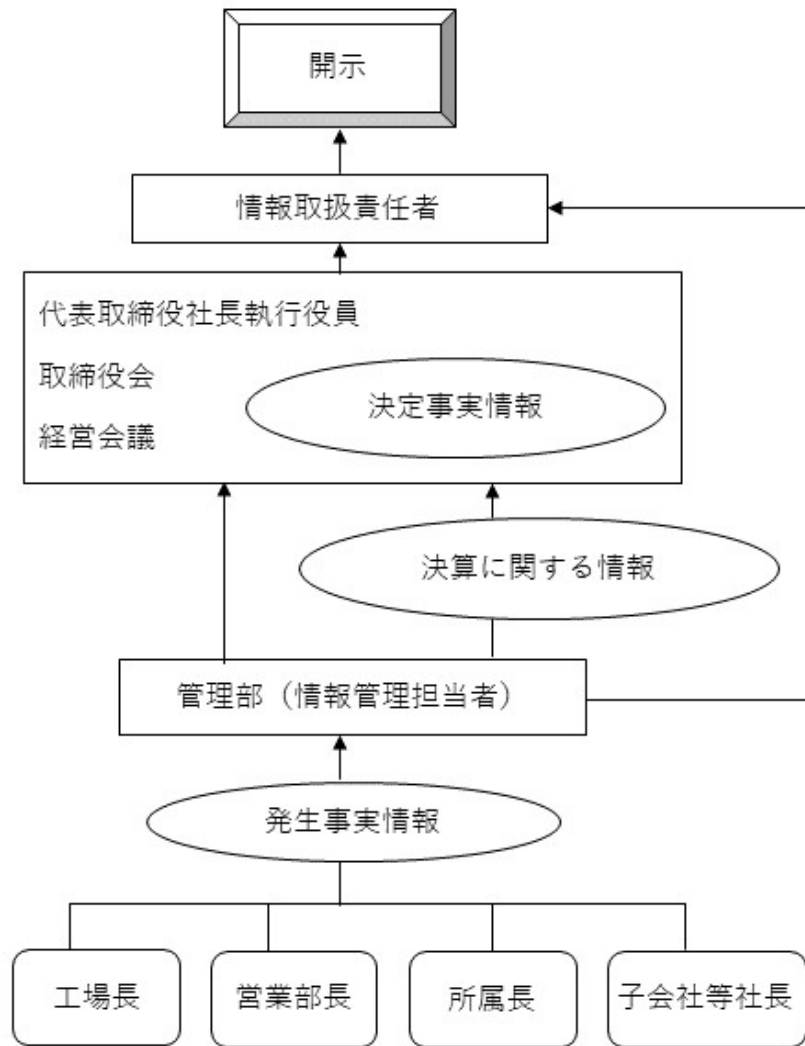 開示
情報取扱責任者
代表取締役社長執行役員
取締役会
決定事実情報
経営会議
決算に関する情報
管理部（情報管理担当者）
発生事実情報
工場長
営業部長
所属長
子会社等社長